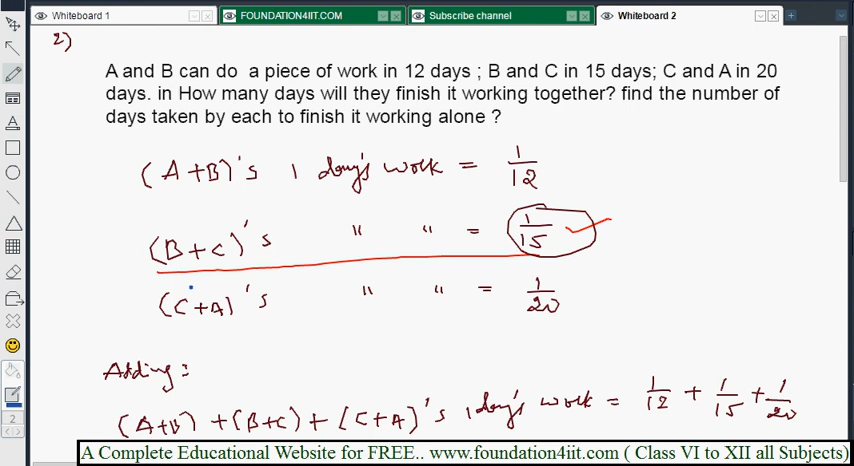 Whiteboard 1
FOUNDATION4IIT.COM
Subscribe channel
Whiteboard 2
2)
A and B can do a piece of work in 12 days ; B and C in 15 days; C and A in 20
days. in How many days will they finish it working together? find the number of
days taken by each to finish it working alone ?
(A+B)'s 1 day's work = 1/12
(B+C)'s " " = 1/15
(C+A)'s " " = 1/20
Adding:
(A+B) + (B+C) + (C+A)'s 1 day's work = 1/12 + 1/15 + 1/20
2
A Complete Educational Website for FREE.. www.foundation4iit.com ( Class VI to XII all Subjects)